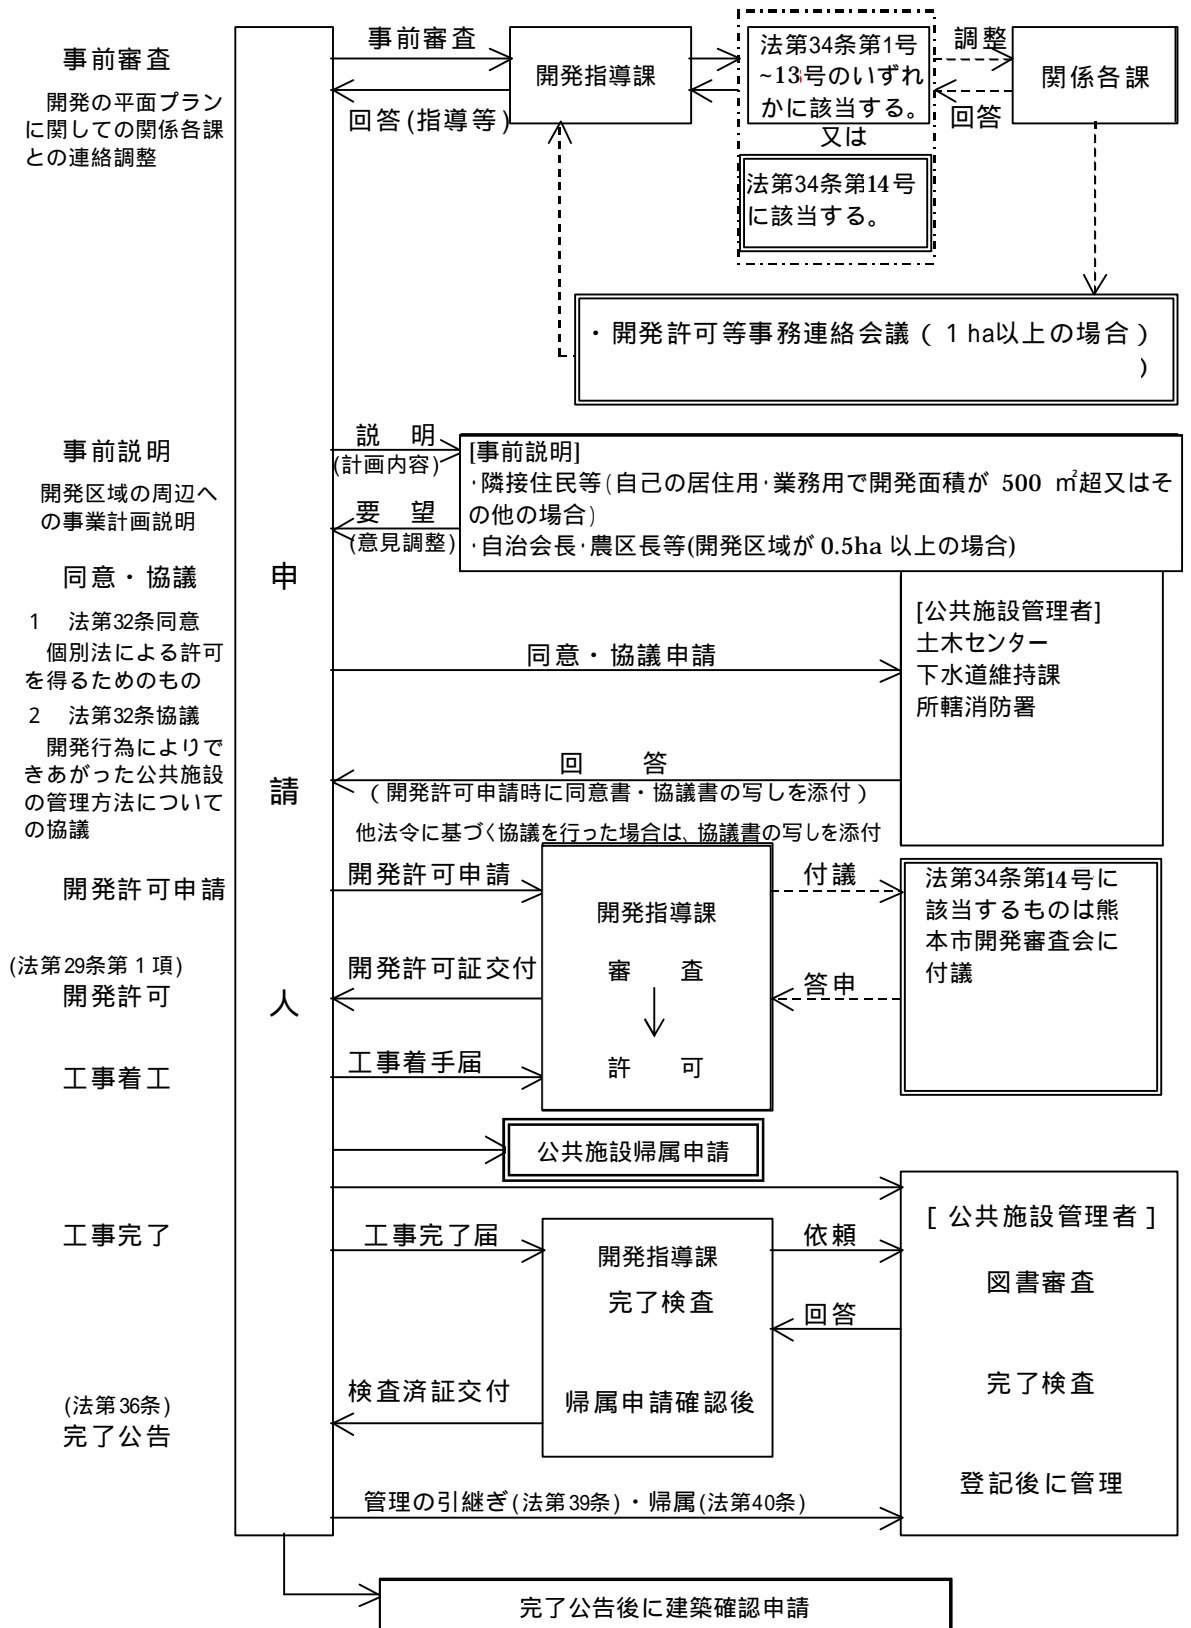 事前審査
開発の平面プラン
に関しての関係各課
との連絡調整
事前審査
回答(指導等)
開発指導課
法第34条第1号
~13号のいずれ
かに該当する。
又は
法第34条第14号
に該当する。
調整
回答
関係各課
・開発許可等事務連絡会議(1ha以上の場合)
)
事前説明
開発区域の周辺へ
の事業計画説明
説 明
(計画内容)
要 望
(意見調整)
[事前説明]
・隣接住民等(自己の居住用・業務用で開発面積が 500 ㎡超又はそ
の他の場合)
・自治会長・農区長等(開発区域が 0.5ha 以上の場合)
同意・協議
1 法第32条同意
個別法による許可
を得るためのもの
2 法第32条協議
開発行為によりで
きあがった公共施設
の管理方法について
の協議
申
請
人
同意・協議申請
回 答
(開発許可申請時に同意書・協議書の写しを添付)
他法令に基づく協議を行った場合は、協議書の写しを添付
[公共施設管理者]
土木センター
下水道維持課
所轄消防署
開発許可申請
(法第29条第1項)
開発許可
開発許可申請
開発許可証交付
開発指導課
審 査
許 可
付議
答申
法第34条第14号に
該当するものは熊
本市開発審査会に
付議
工事着工
工事着手届
公共施設帰属申請
工事完了
工事完了届
開発指導課
完了検査
帰属申請確認後
依頼
回答
[公共施設管理者]
図書審査
完了検査
登記後に管理
(法第36条)
完了公告
検査済証交付
管理の引継ぎ(法第39条)・帰属(法第40条)
完了公告後に建築確認申請